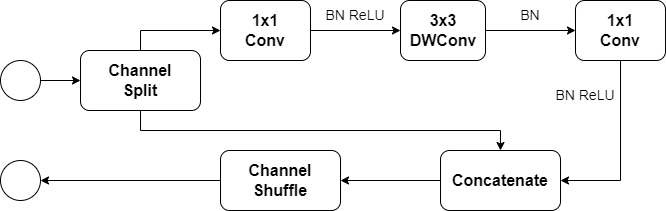 1x1
Conv
BN ReLU
3x3
DWConv
BN
1x1
Conv
Channel
Split
BN ReLU
Channel
Shuffle
Concatenate